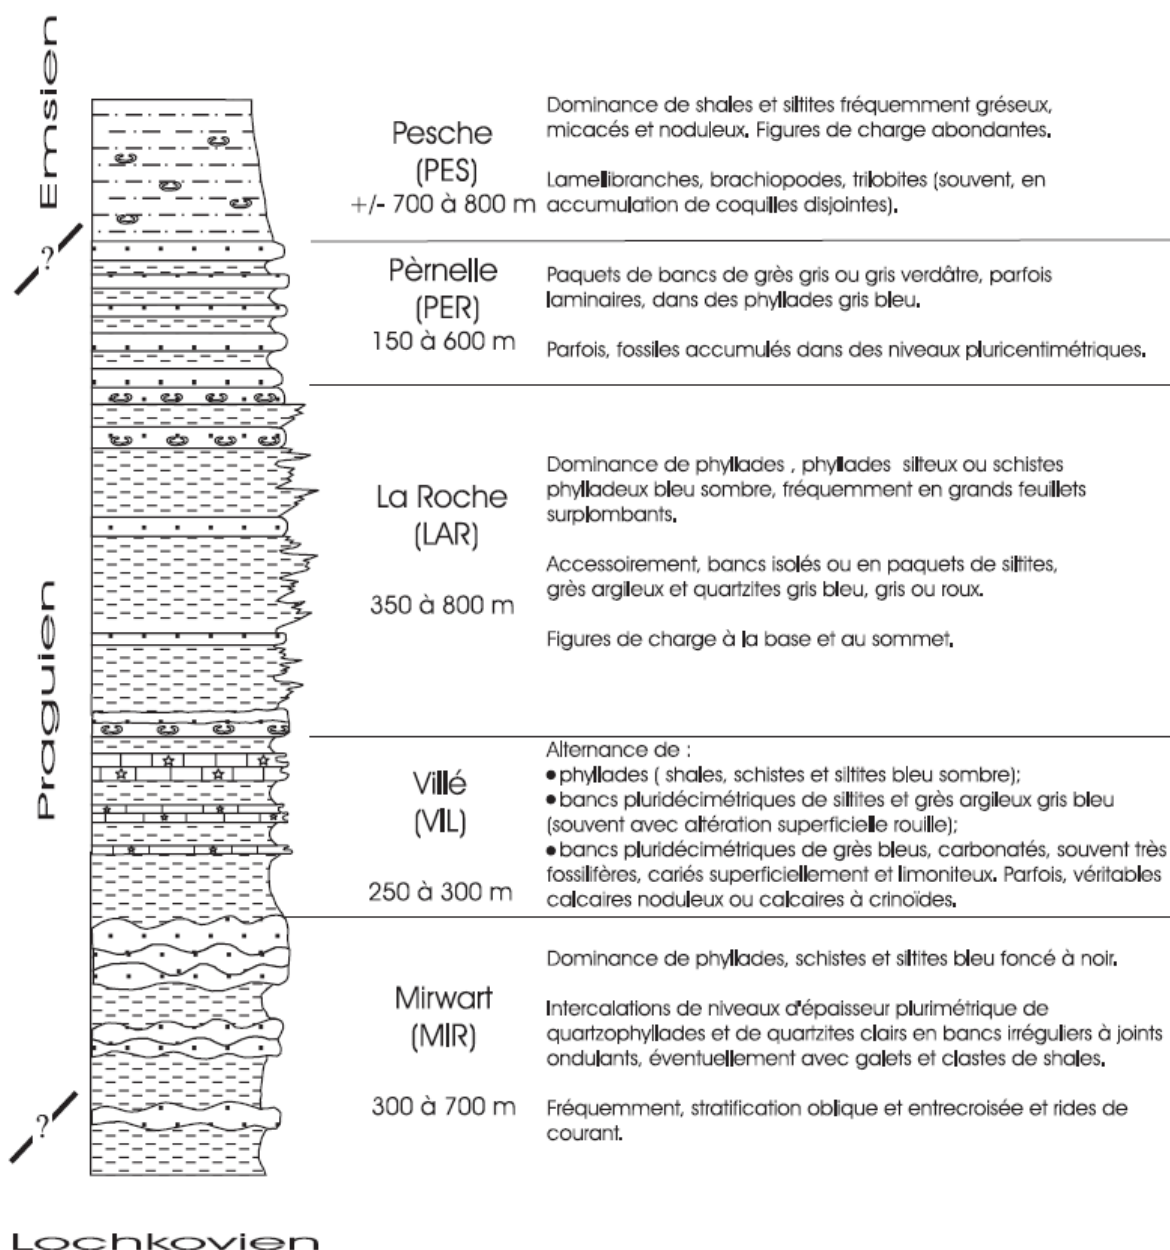 Emsien
?
Praguien
?
Lochkovien
Pesche
(PES)
+/- 700 à 800 m
Dominance de shales et siltites fréquemment gréseux,
micacés et noduleux. Figures de charge abondantes.
Lamellibranches, brachiopodes, trilobites (souvent, en
accumulation de coquilles disjointes).
Pèrnelle
(PER)
150 à 600 m
Paquets de bancs de grès gris ou gris verdâtre, parfois
laminaires, dans des phyllades gris bleu.
Parfois, fossiles accumulés dans des niveaux pluricentimétriques.
La Roche
(LAR)
350 à 800 m
Dominance de phyllades , phyllades silteux ou schistes
phylladeux bleu sombre, fréquemment en grands feuillets
surplombants.
Accessoirement, bancs isolés ou en paquets de siltites,
grès argileux et quartzites gris bleu, gris ou roux.
Figures de charge à la base et au sommet.
Villé
(VIL)
250 à 300 m
Alternance de :
• phyllades ( shales, schistes et siltites bleu sombre);
• bancs pluridécimétriques de siltites et grès argileux gris bleu
(souvent avec altération superficielle rouille);
• bancs pluridécimétriques de grès bleus, carbonatés, souvent très
fossilifères, cariés superficiellement et limoniteux. Parfois, véritables
calcaires noduleux ou calcaires à crinoïdes.
Mirwart
(MIR)
300 à 700 m
Dominance de phyllades, schistes et siltites bleu foncé à noir.
Intercalations de niveaux d'épaisseur plurimétrique de
quartzophyllades et de quartzites clairs en bancs irréguliers à joints
ondulants, éventuellement avec galets et clastes de shales.
Fréquemment, stratification oblique et entrecroisée et rides de
courant.